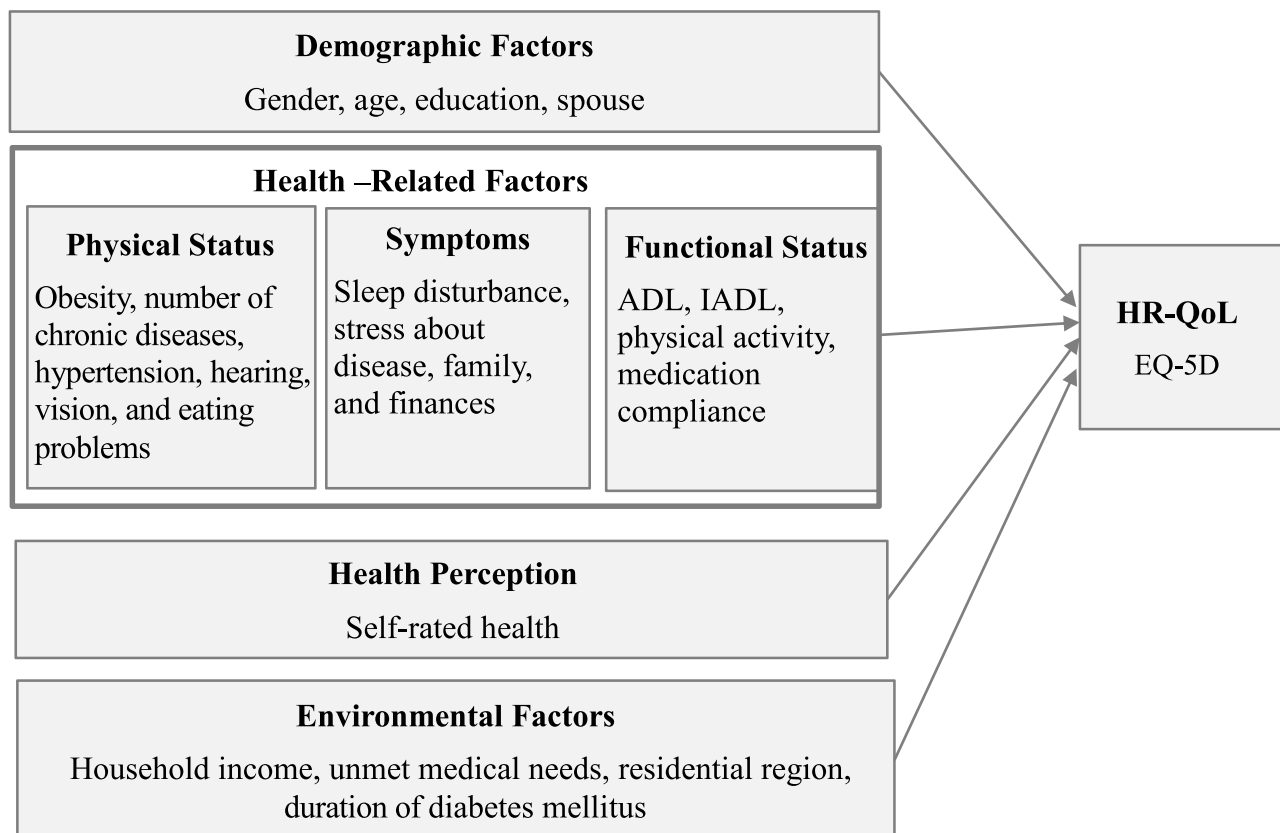 Demographic Factors
Gender, age, education, spouse
Health –Related Factors
Physical Status
Obesity, number of
chronic diseases,
hypertension, hearing,
vision, and eating
problems
Symptoms
Sleep disturbance,
stress about
disease, family,
and finances
Functional Status
ADL, IADL,
physical activity,
medication
compliance
HR-QoL
EQ-5D
Health Perception
Self-rated health
Environmental Factors
Household income, unmet medical needs, residential region,
duration of diabetes mellitus